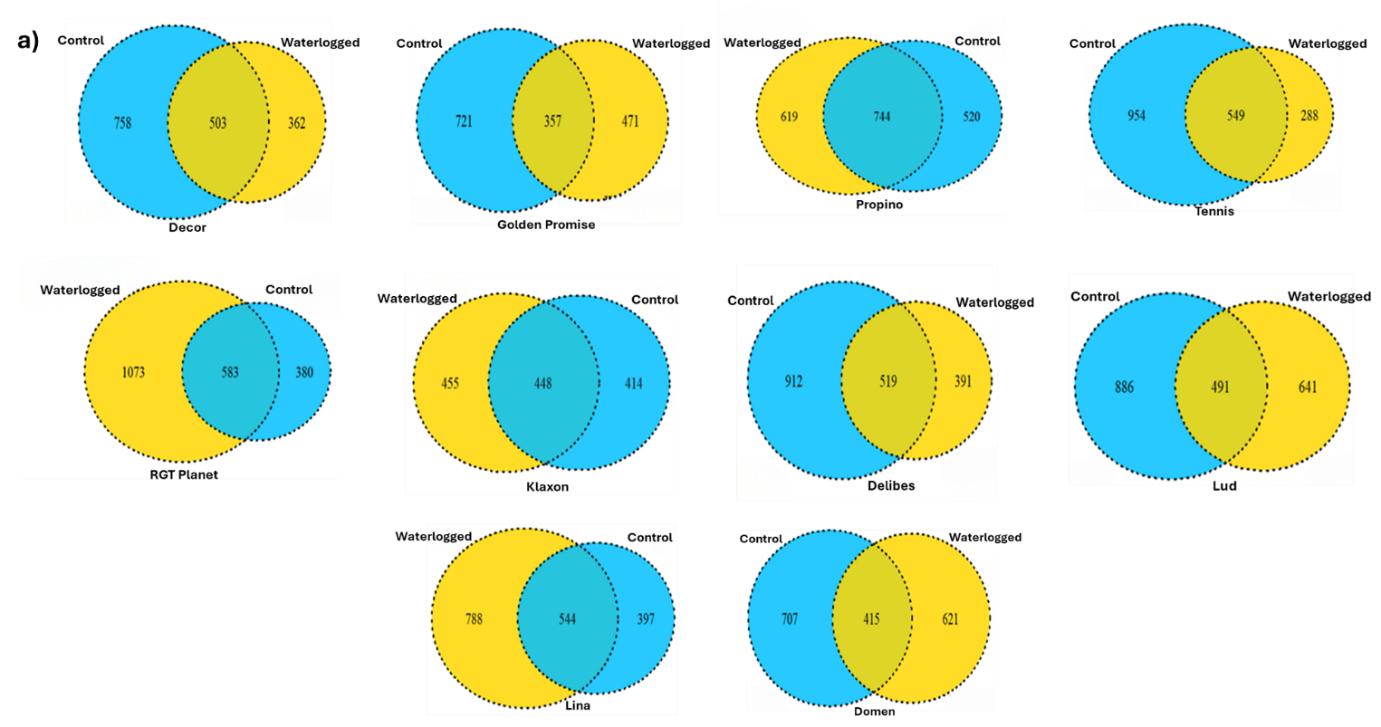 a)
Control
Waterlogged
758
503
362
Decor
Control
Waterlogged
721
357
471
Golden Promise
Waterlogged
Control
619
744
520
Propino
Control
Waterlogged
954
549
288
Tennis
Waterlogged
Control
1073
583
380
RGT Planet
Waterlogged
Control
455
448
414
Klaxon
Control
Waterlogged
912
519
391
Delibes
Control
Waterlogged
886
491
641
Lud
Waterlogged
Control
788
544
397
Lina
Control
Waterlogged
707
415
621
Domen